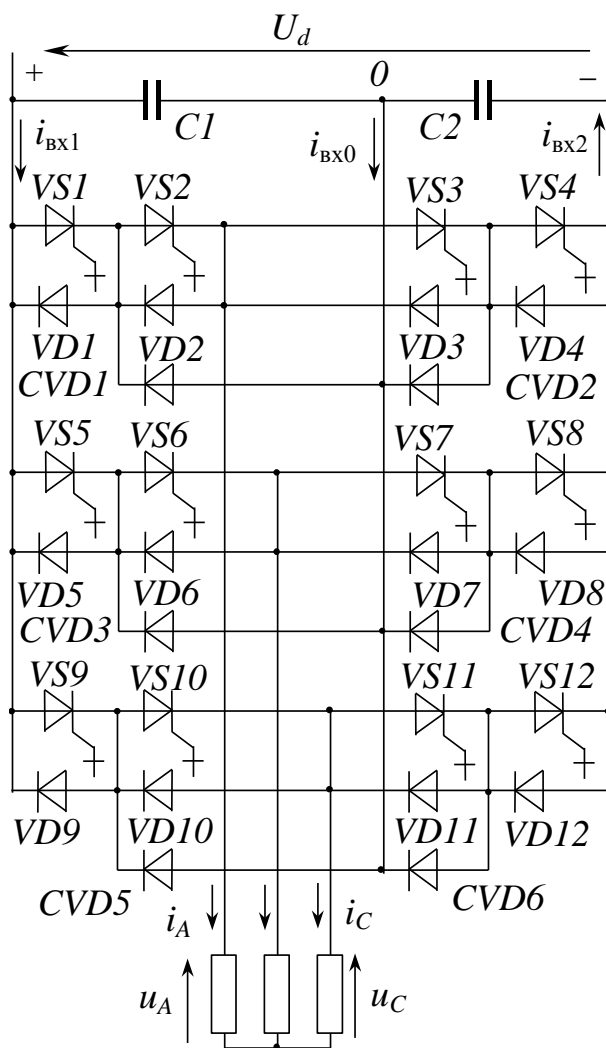 U_d
+ 0 −
C1 C2
i_вх1 i_вх0 i_вх2
VS1 VS2 VS3 VS4
VD1 VD2 VD3 VD4
CVD1 CVD2
VS5 VS6 VS7 VS8
VD5 VD6 VD7 VD8
CVD3 CVD4
VS9 VS10 VS11 VS12
VD9 VD10 VD11 VD12
CVD5 CVD6
i_A i_C
u_A u_C